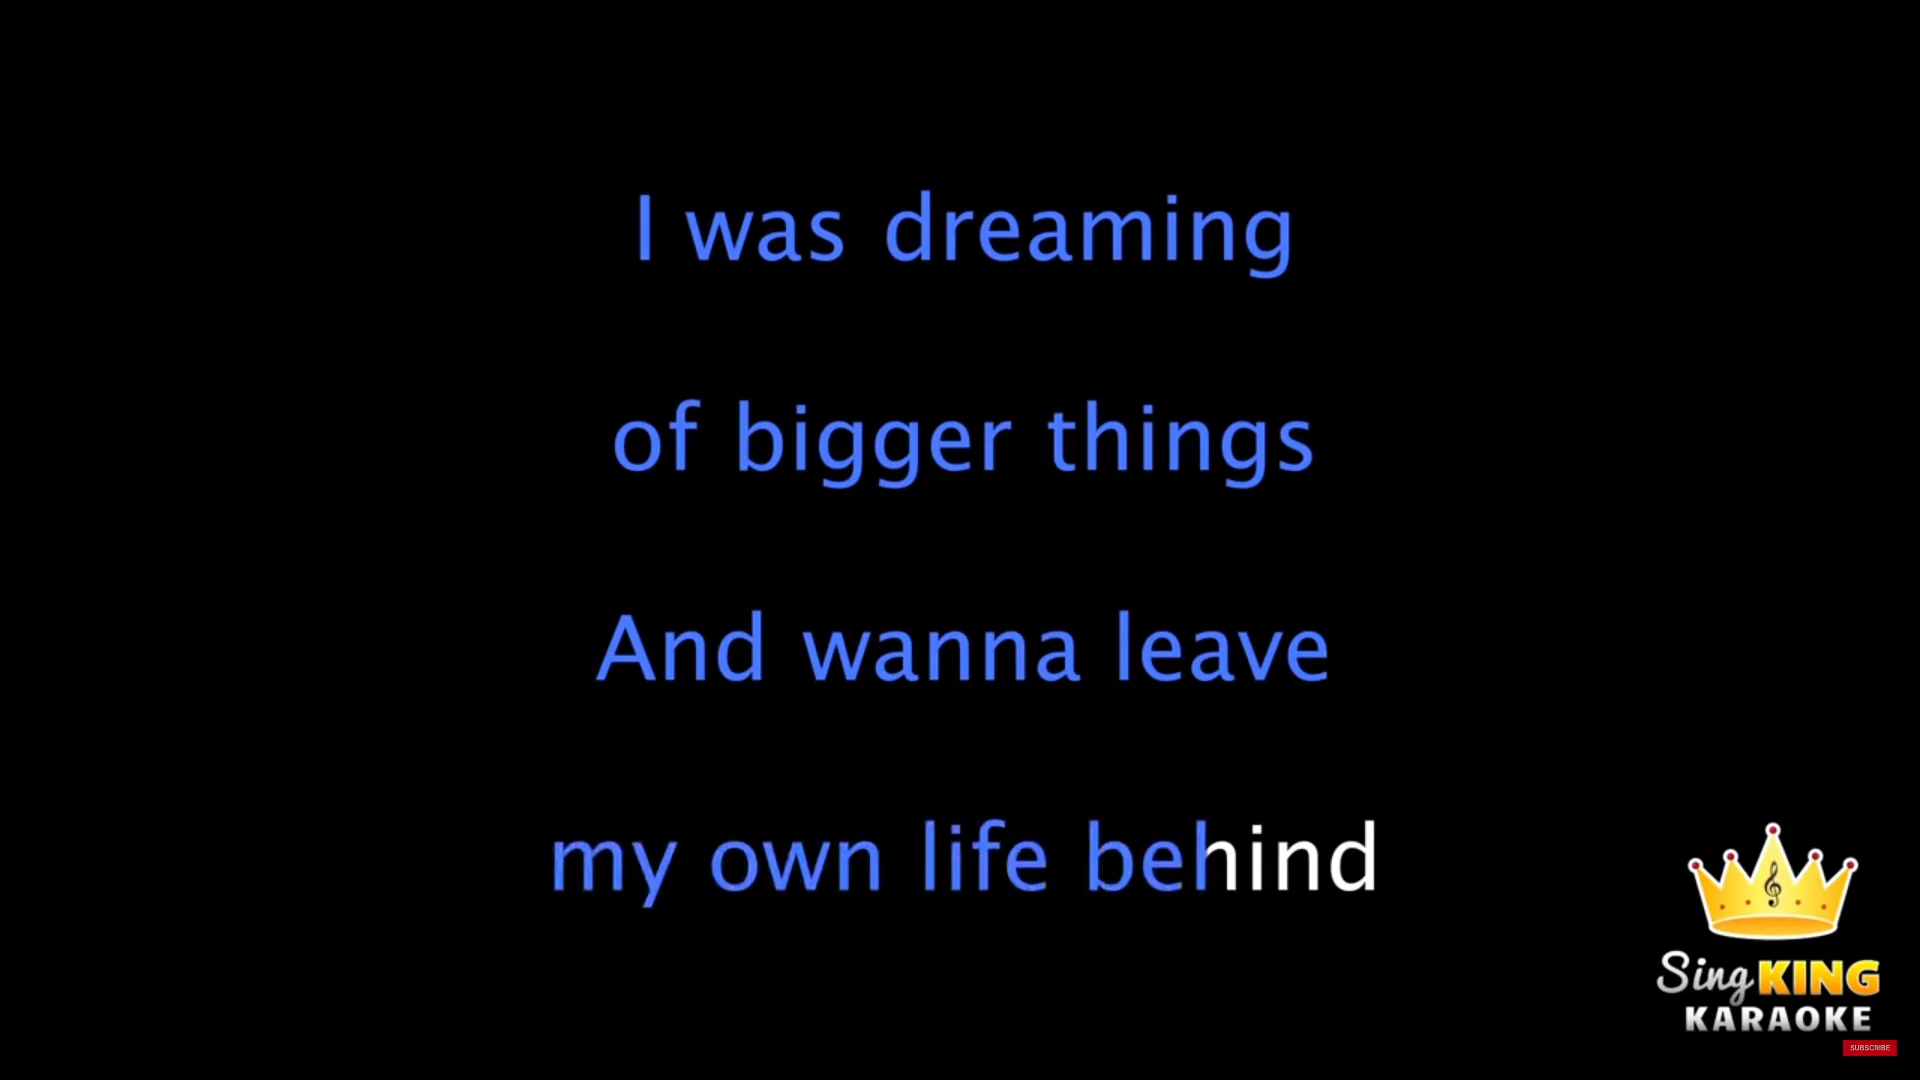 I was dreaming
of bigger things
And wanna leave
my own life behind
Sing KING
KARAOKE
SUBSCRIBE